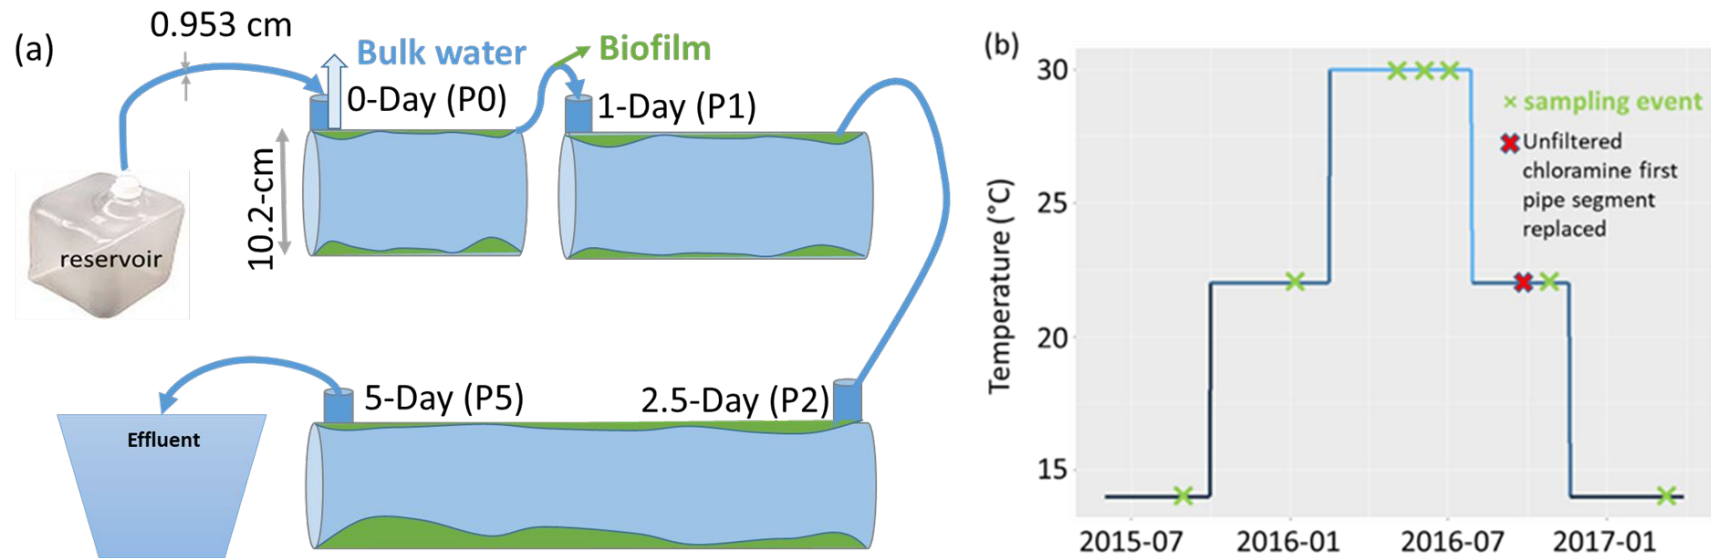 (a)
0.953 cm
Bulk water
Biofilm
0-Day (P0)
1-Day (P1)
10.2-cm
reservoir
5-Day (P5)
2.5-Day (P2)
Effluent
(b)
30
25
20
15
Temperature (°C)
× sampling event
Unfiltered
chloramine first
pipe segment
replaced
2015-07
2016-01
2016-07
2017-01